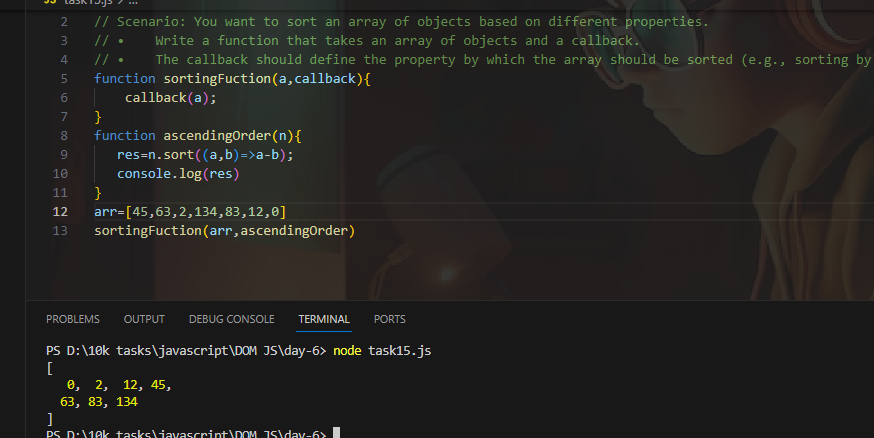 JS task15.js > ...
2 // Scenario: You want to sort an array of objects based on different properties.
3 // •    Write a function that takes an array of objects and a callback.
4 // •    The callback should define the property by which the array should be sorted (e.g., sorting by
5 function sortingFuction(a,callback){
6     callback(a);
7 }
8 function ascendingOrder(n){
9    res=n.sort((a,b)=>a-b);
10    console.log(res)
11 }
12 arr=[45,63,2,134,83,12,0]
13 sortingFuction(arr,ascendingOrder)
PROBLEMS OUTPUT DEBUG CONSOLE TERMINAL PORTS
PS D:\10k tasks\javascript\DOM JS\day-6> node task15.js
[
   0,  2,  12, 45,
  63, 83, 134
]
PS D:\10k tasks\javascript\DOM JS\day-6>